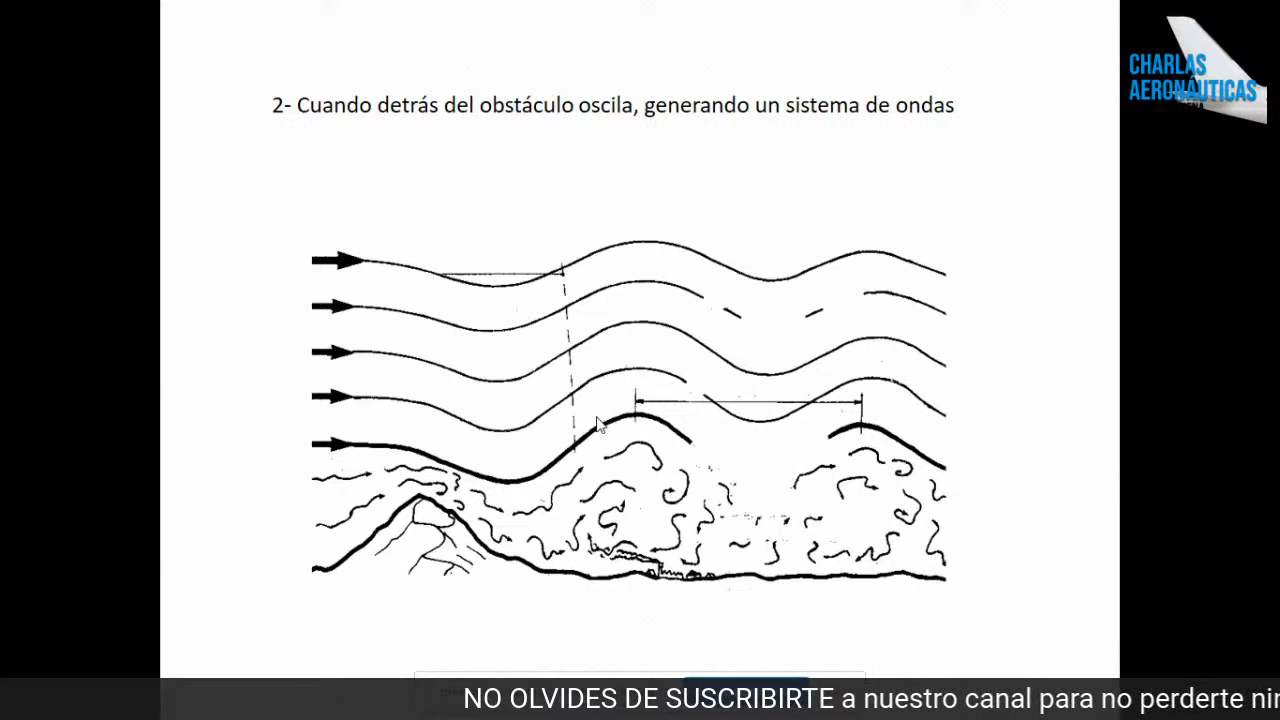 CHARLAS
AERONÁUTICAS
2- Cuando detrás del obstáculo oscila, generando un sistema de ondas
NO OLVIDES DE SUSCRIBIRTE a nuestro canal para no perderte nin